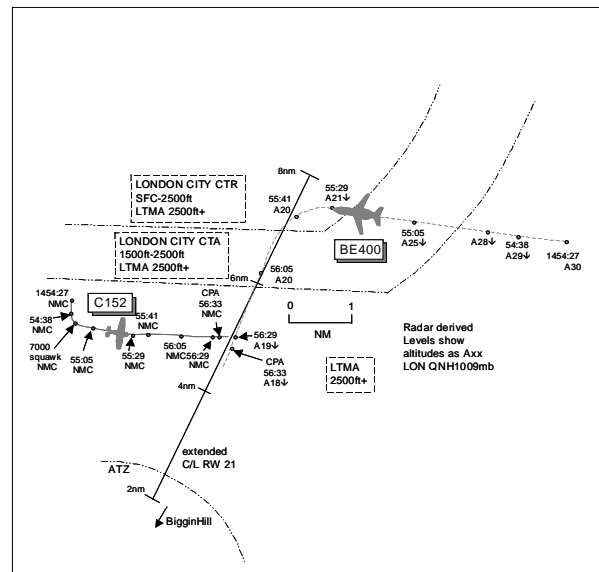 8nm
LONDON CITY CTR
SFC-2500ft
LTMA 2500ft+
55:41
A20
55:29
A21↓
BE400
55:05
A25↓
A28↓
54:38
A29↓
1454:27
A30
LONDON CITY CTA
1500ft-2500ft
LTMA 2500ft+
56:05
A20
6nm
1454:27
NMC
C152
54:38
NMC
7000
squawk
NMC
55:05
NMC
55:41
NMC
55:29
NMC
56:05
NMC
56:29
NMC
CPA
56:33
NMC
56:29
A19↓
CPA
56:33
A18↓
0 1
NM
Radar derived
Levels show
altitudes as Axx
LON QNH1009mb
LTMA
2500ft+
4nm
extended
C/L RW 21
ATZ
2nm
BigginHill